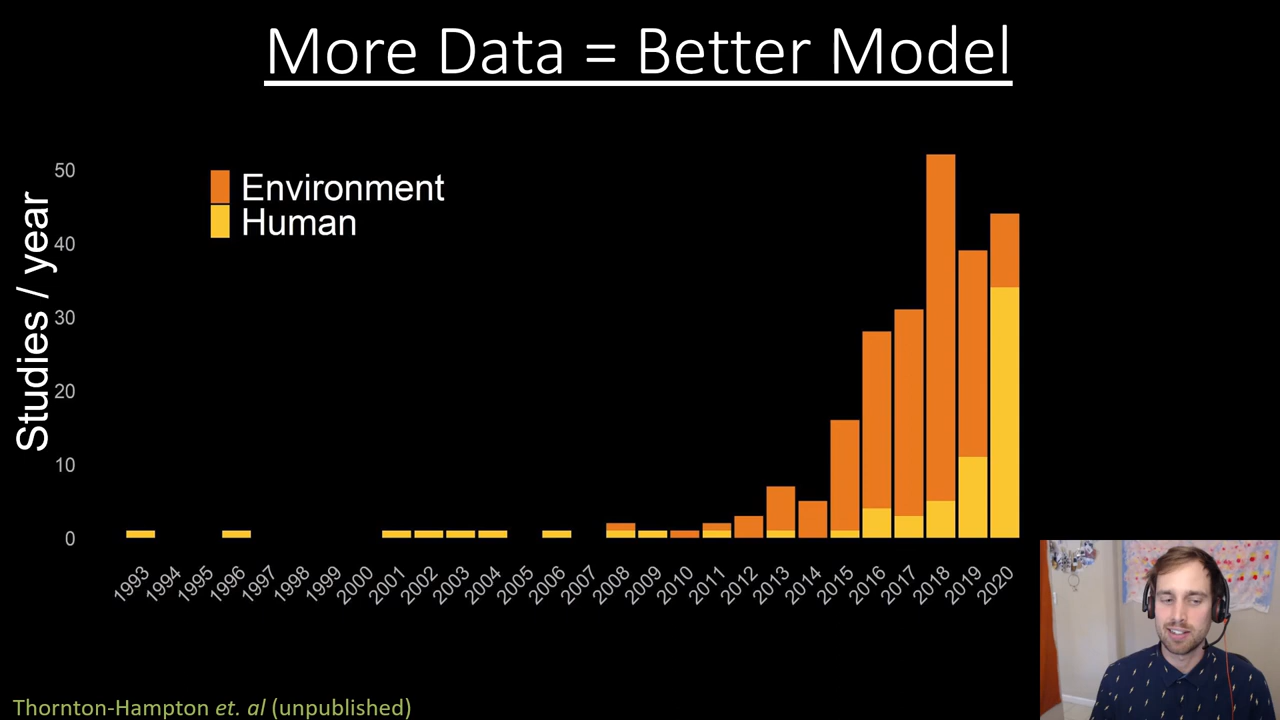 More Data = Better Model
Studies / year
50
40
30
20
10
0
Environment
Human
1993 1994 1995 1996 1997 1998 1999 2000 2001 2002 2003 2004 2005 2006 2007 2008 2009 2010 2011 2012 2013 2014 2015 2016 2017 2018 2019 2020
Thornton-Hampton et. al (unpublished)